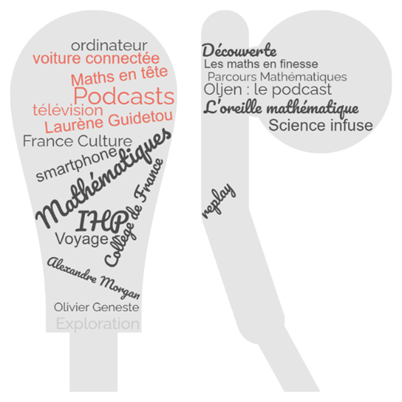 ordinateur
voiture connectée
Maths en tête
Podcasts
télévision
Laurène Guidetou
France Culture
smartphone
Mathématiques
IHP
Collège de France
Voyage
Alexandre Morgan
Olivier Geneste
Exploration
Découverte
Les maths en finesse
Parcours Mathématiques
Oljen : le podcast
L'oreille mathématique
Science infuse
replay